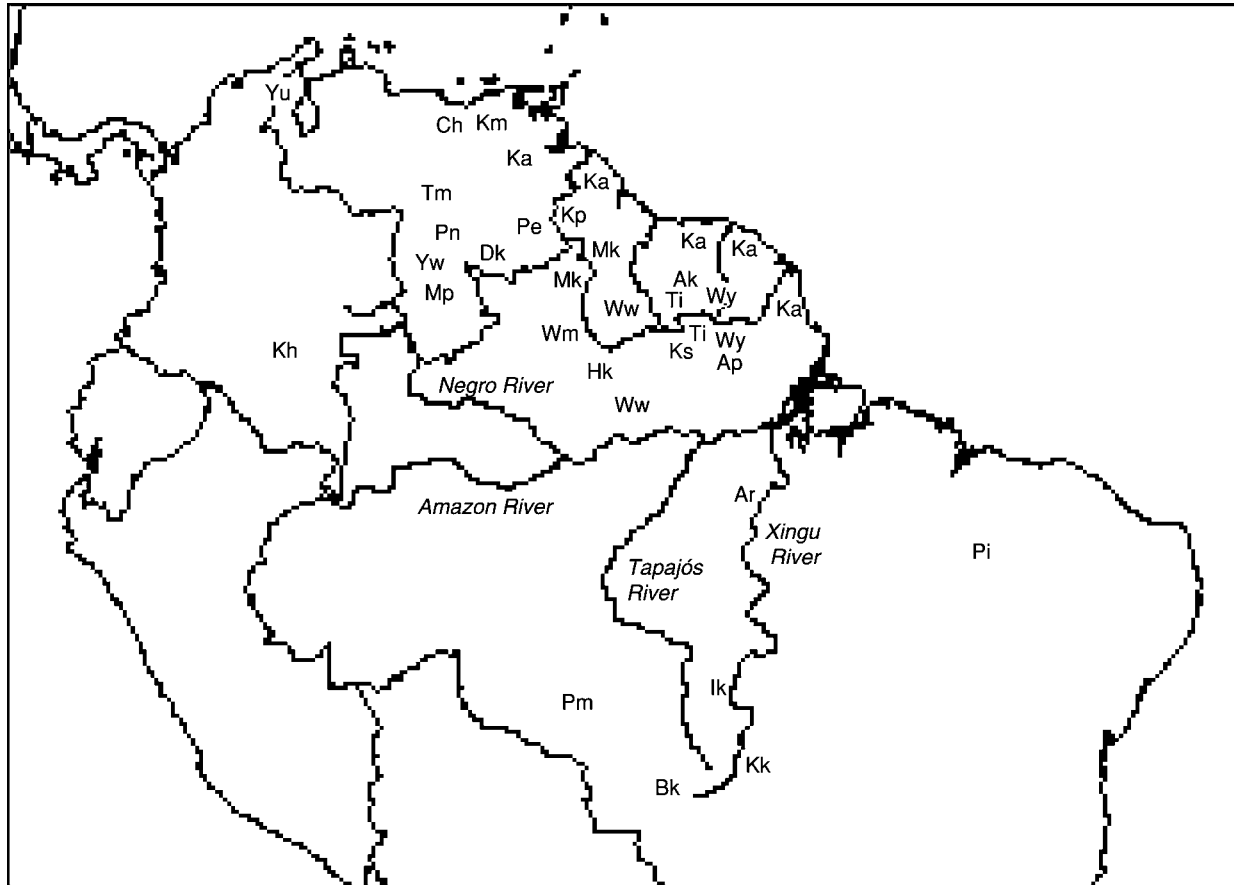 Yu
Ch Km
Ka
Ka
Tm
Kp
Pe
Pn
Ka Ka
Dk Mk
Yw
Mk Ak
Mp
Ti Wy
Ww Ka
Wm Ti
Wy
Kh Ks
Ap
Hk
Negro River
Ww
Ar
Amazon River
Xingu
River
Pi
Tapajós
River
Ik
Pm
Kk
Bk